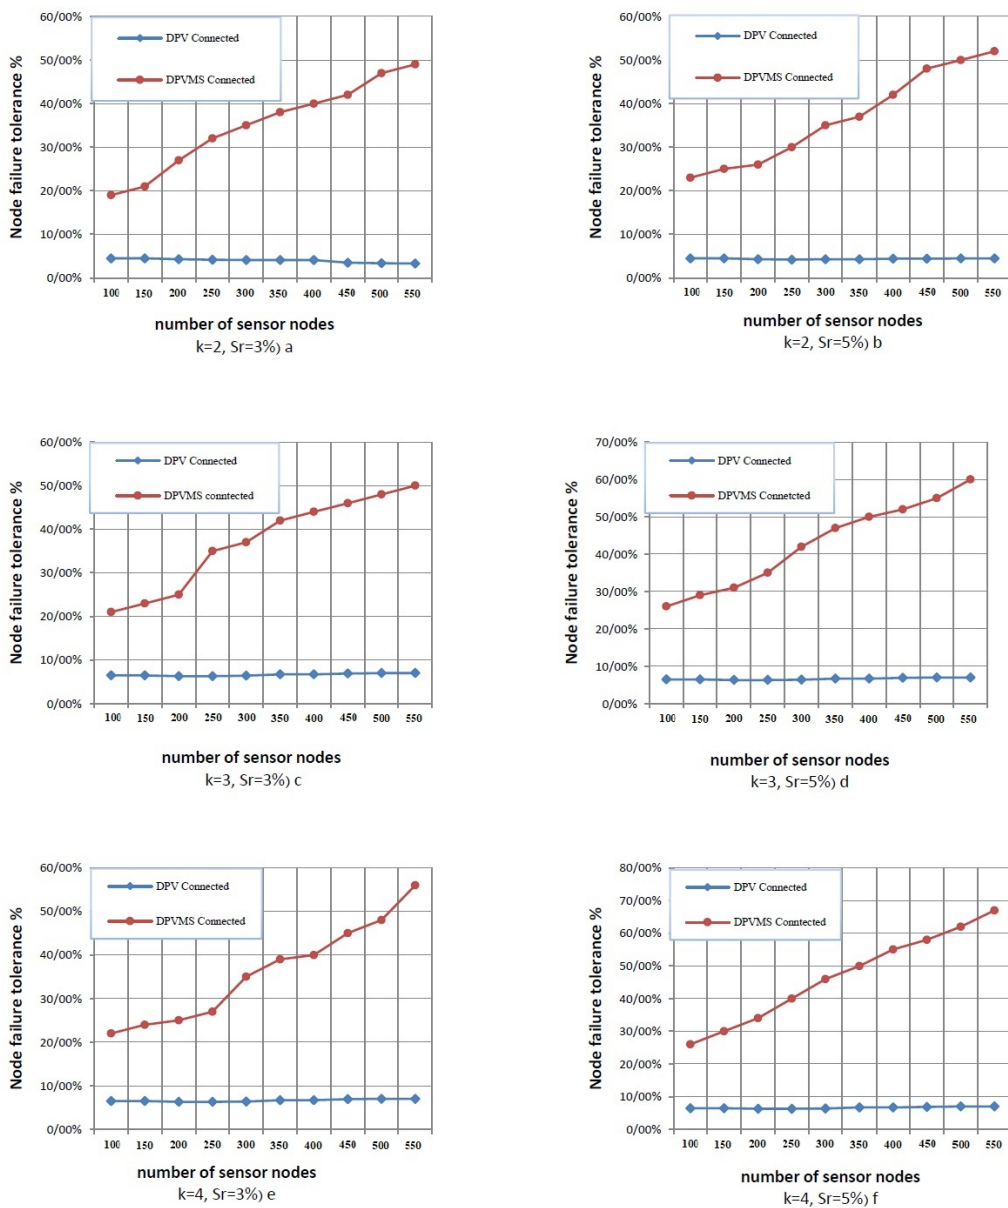 60/00%
50/00%
40/00%
30/00%
20/00%
10/00%
0/00%
Node failure tolerance %
DPV Connected
DPVMS Connected
100 150 200 250 300 350 400 450 500 550
number of sensor nodes
k=2, Sr=3%) a
60/00%
50/00%
40/00%
30/00%
20/00%
10/00%
0/00%
Node failure tolerance %
DPV Connected
DPVMS Connected
100 150 200 250 300 350 400 450 500 550
number of sensor nodes
k=2, Sr=5%) b
60/00%
50/00%
40/00%
30/00%
20/00%
10/00%
0/00%
Node failure tolerance %
DPV Connected
DPVMS conntected
100 150 200 250 300 350 400 450 500 550
number of sensor nodes
k=3, Sr=3%) c
70/00%
60/00%
50/00%
40/00%
30/00%
20/00%
10/00%
0/00%
Node failure tolerance %
DPV Connected
DPVMS Connetcted
100 150 200 250 300 350 400 450 500 550
number of sensor nodes
k=3, Sr=5%) d
60/00%
50/00%
40/00%
30/00%
20/00%
10/00%
0/00%
Node failure tolerance %
DPV Connected
DPVMS Connected
100 150 200 250 300 350 400 450 500 550
number of sensor nodes
k=4, Sr=3%) e
80/00%
70/00%
60/00%
50/00%
40/00%
30/00%
20/00%
10/00%
0/00%
Node failure tolerance %
DPV Connected
DPVMS Conntected
100 150 200 250 300 350 400 450 500 550
number of sensor nodes
k=4, Sr=5%) f